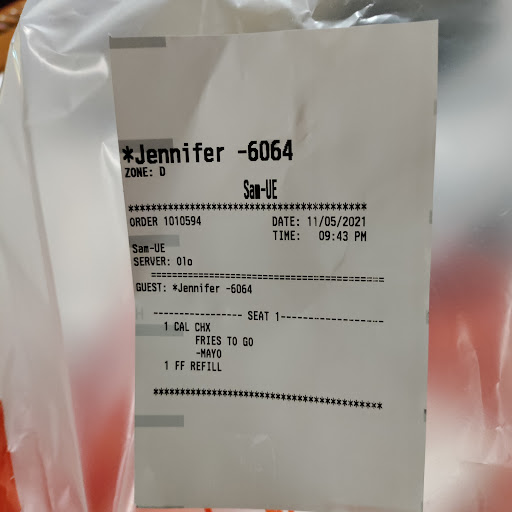 *Jennifer -6064
ZONE: D
Sam-UE
******************************************
ORDER 1010594 DATE: 11/05/2021
TIME: 09:43 PM
Sam-UE
SERVER: Olo
==========================================
GUEST: *Jennifer -6064
----------------- SEAT 1-------------------
1 CAL CHX
FRIES TO GO
-MAYO
1 FF REFILL
******************************************